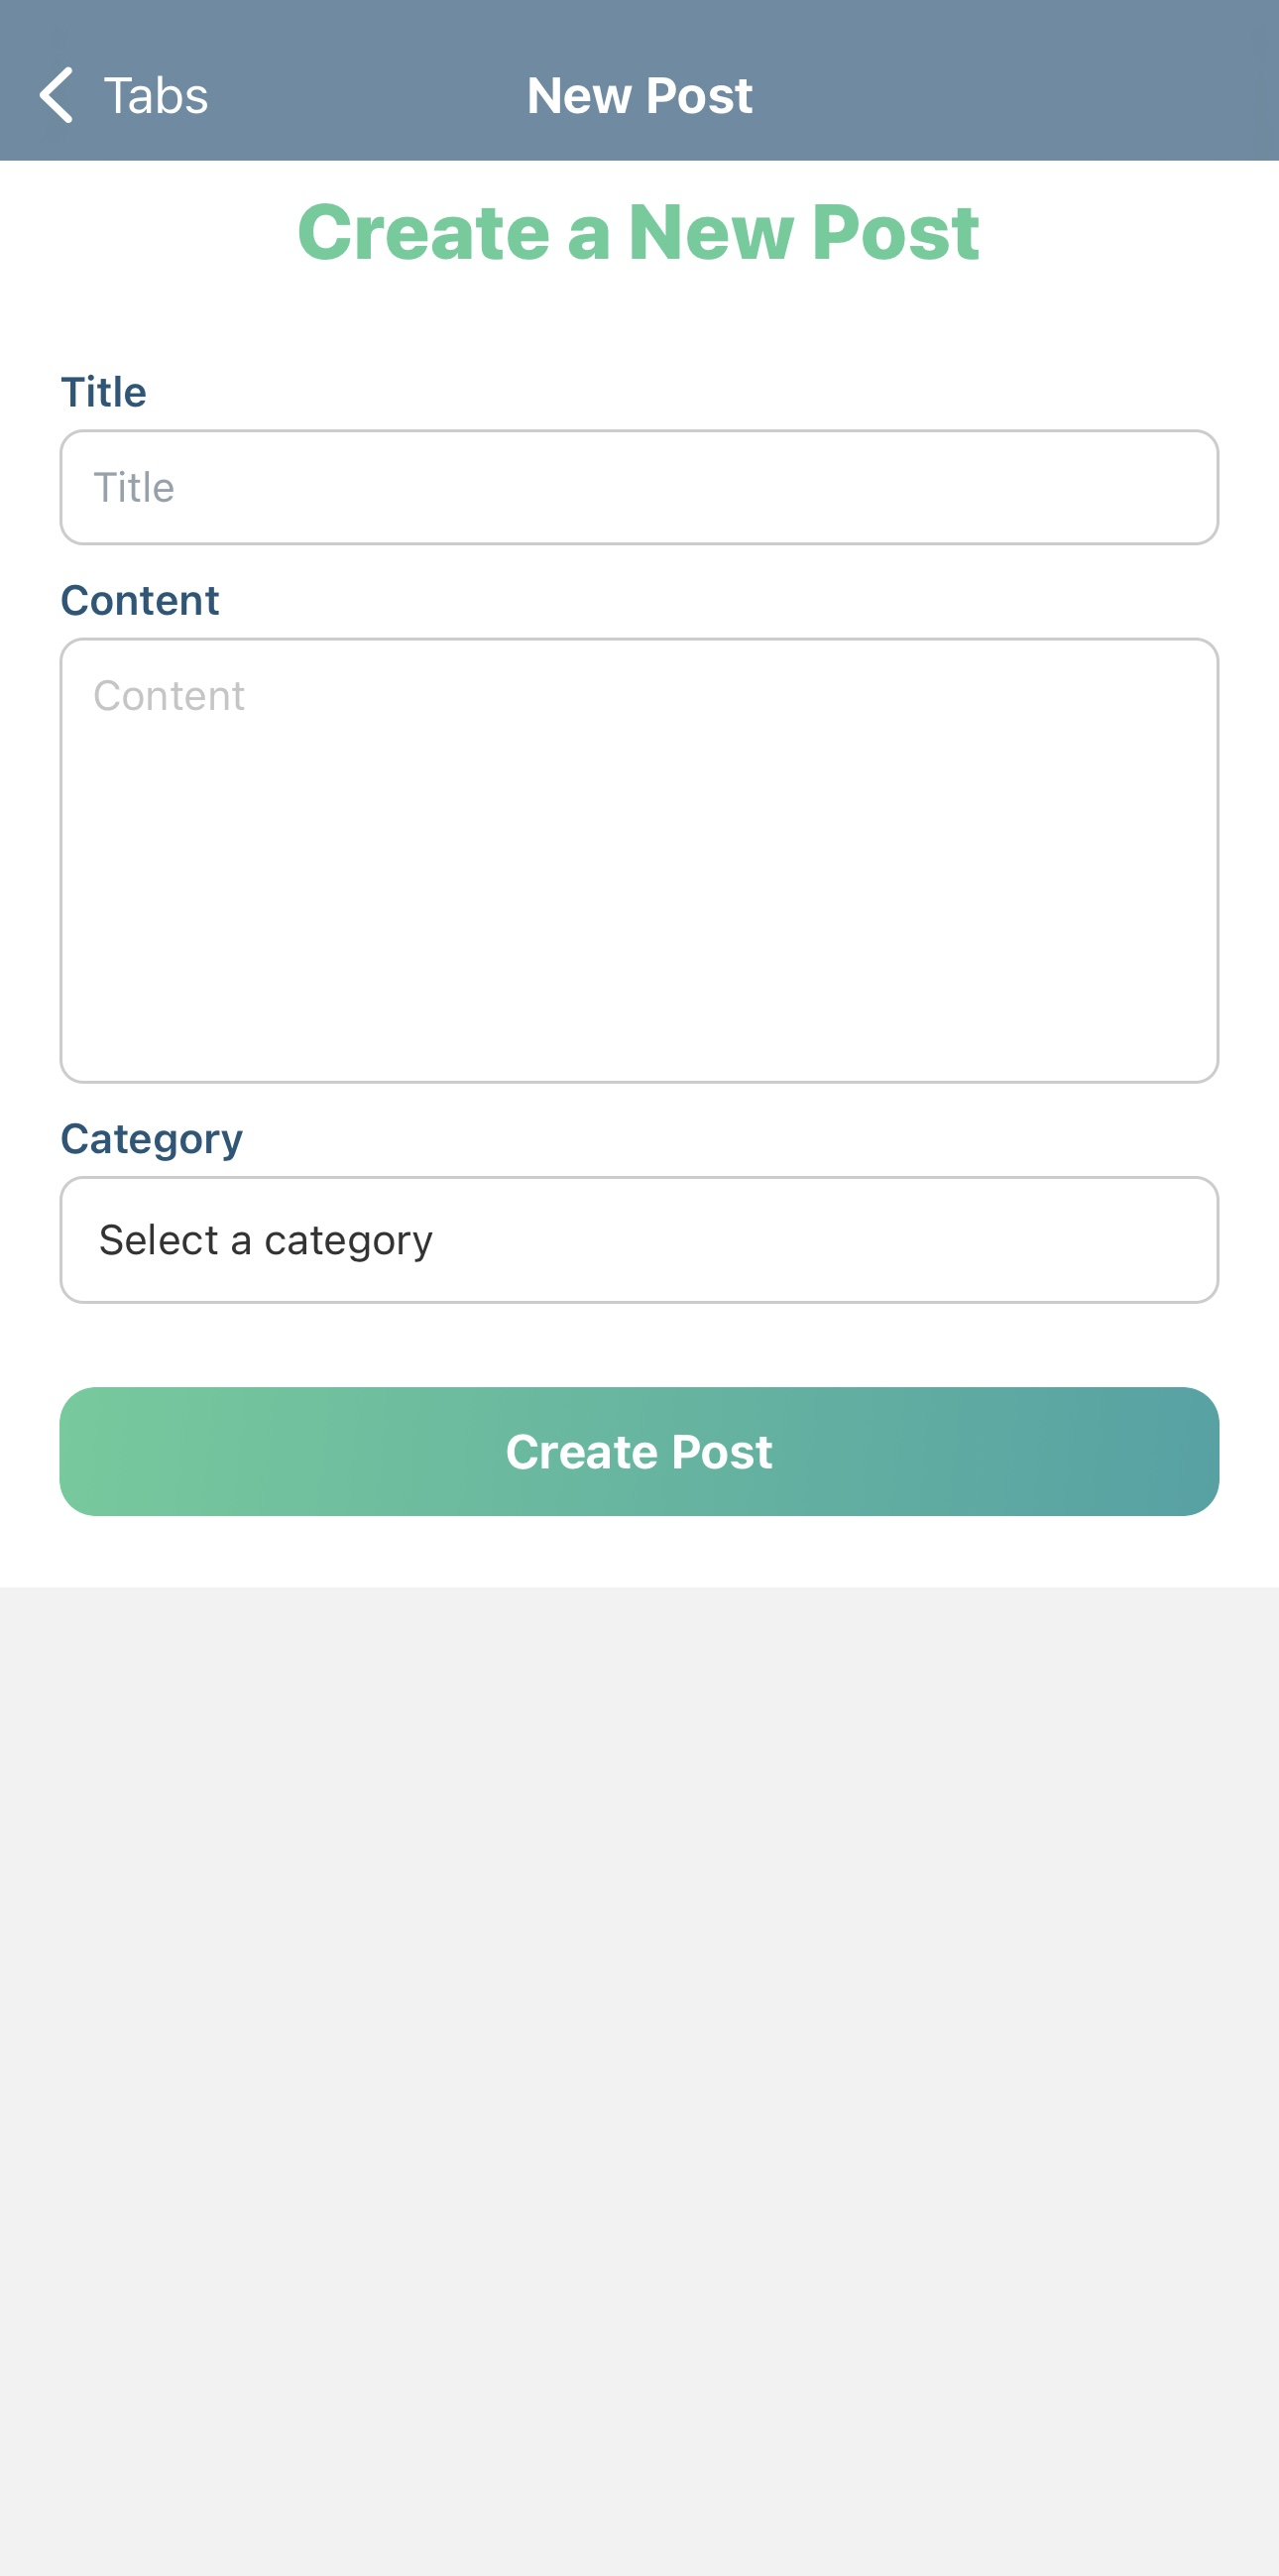 Tabs
New Post
Create a New Post
Title
Title
Content
Content
Category
Select a category
Create Post